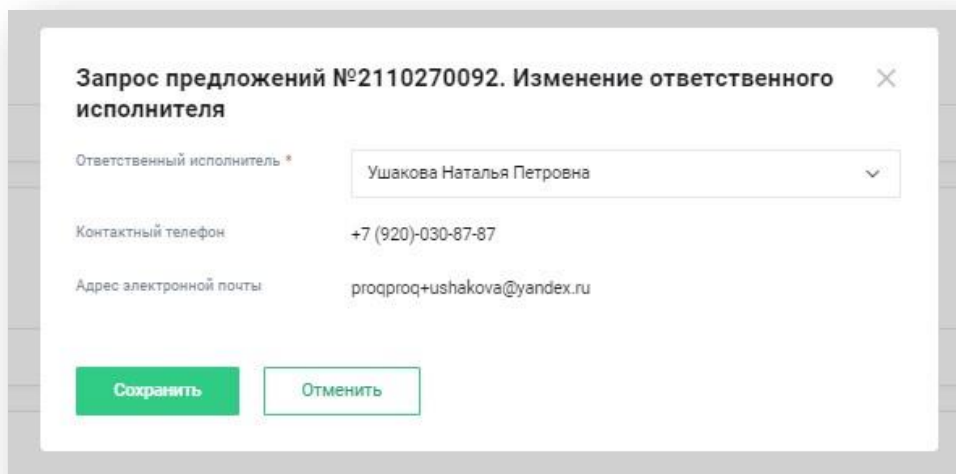 Запрос предложений №2110270092. Изменение ответственного
исполнителя
Ответственный исполнитель *
Ушакова Наталья Петровна
Контактный телефон
+7 (920)-030-87-87
Адрес электронной почты
proqproq+ushakova@yandex.ru
Сохранить
Отменить